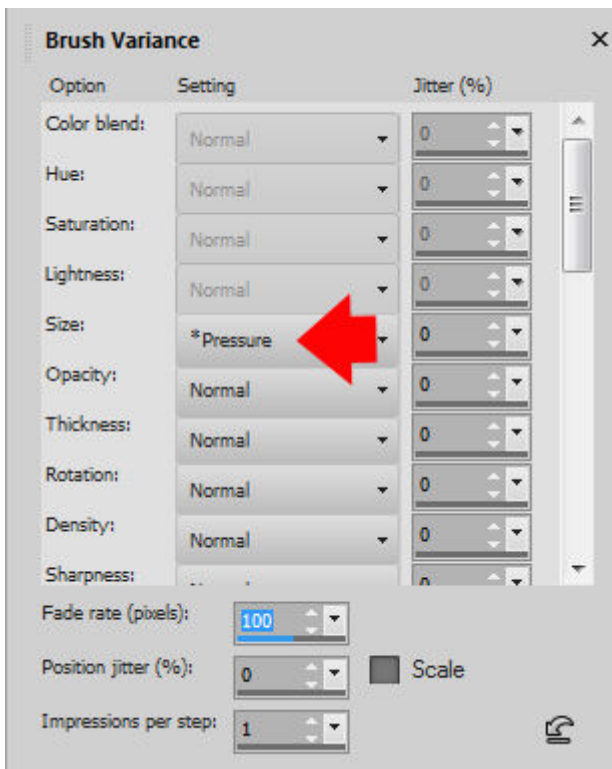 Brush Variance
Option Setting Jitter (%)
Color blend: Normal 0
Hue: Normal 0
Saturation: Normal 0
Lightness: Normal 0
Size: *Pressure 0
Opacity: Normal 0
Thickness: Normal 0
Rotation: Normal 0
Density: Normal 0
Sharpness:
Fade rate (pixels): 100
Position jitter (%): 0 Scale
Impressions per step: 1